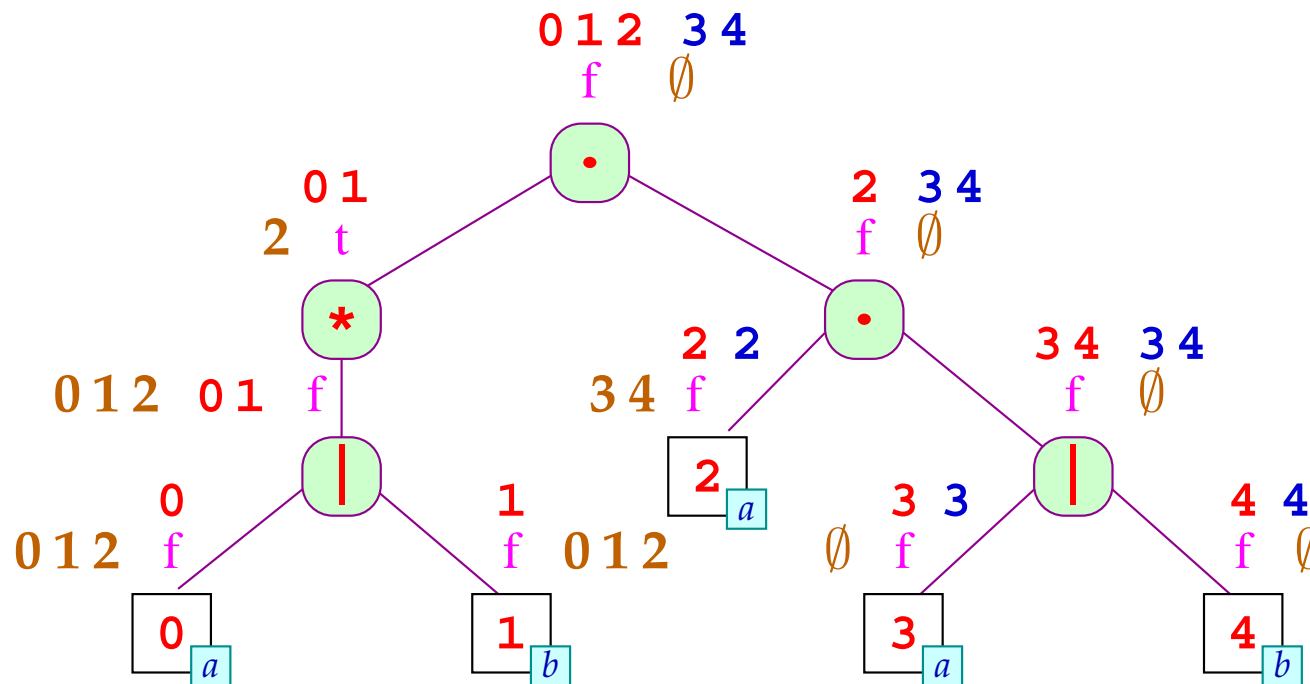 0 1 2 3 4
f ∅
•
0 1
2 t
2 3 4
f ∅
*
•
2 2
3 4 f
3 4 3 4
f ∅
0 1 2 0 1 f
|
2
a
|
0
0 1 2 f
1
f 0 1 2
3 3
∅ f
4 4
f ∅
0
a
1
b
3
a
4
b